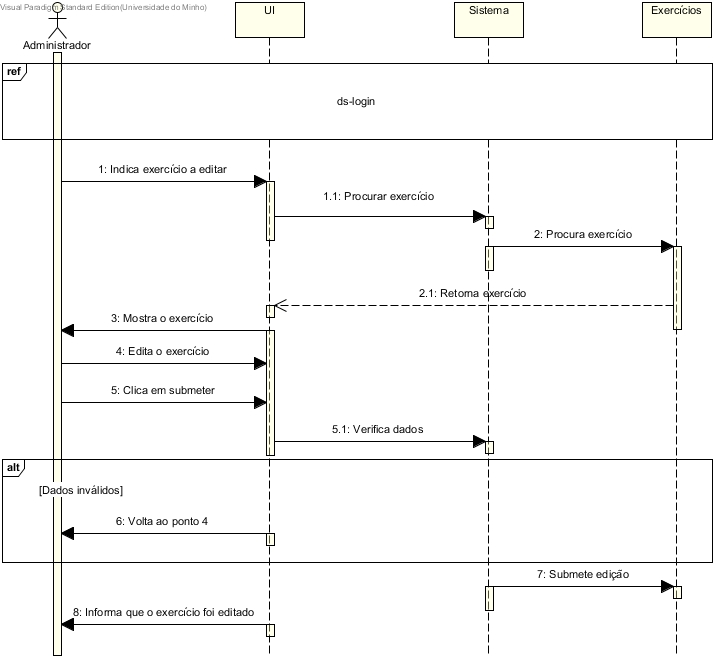 Visual Paradigm Standard Edition(Universidade do Minho)
UI
Sistema
Exercícios
Administrador
ref
ds-login
1: Indica exercício a editar
1.1: Procurar exercício
2: Procura exercício
2.1: Retorna exercício
3: Mostra o exercício
4: Edita o exercício
5: Clica em submeter
5.1: Verifica dados
alt
[Dados inválidos]
6: Volta ao ponto 4
7: Submete edição
8: Informa que o exercício foi editado